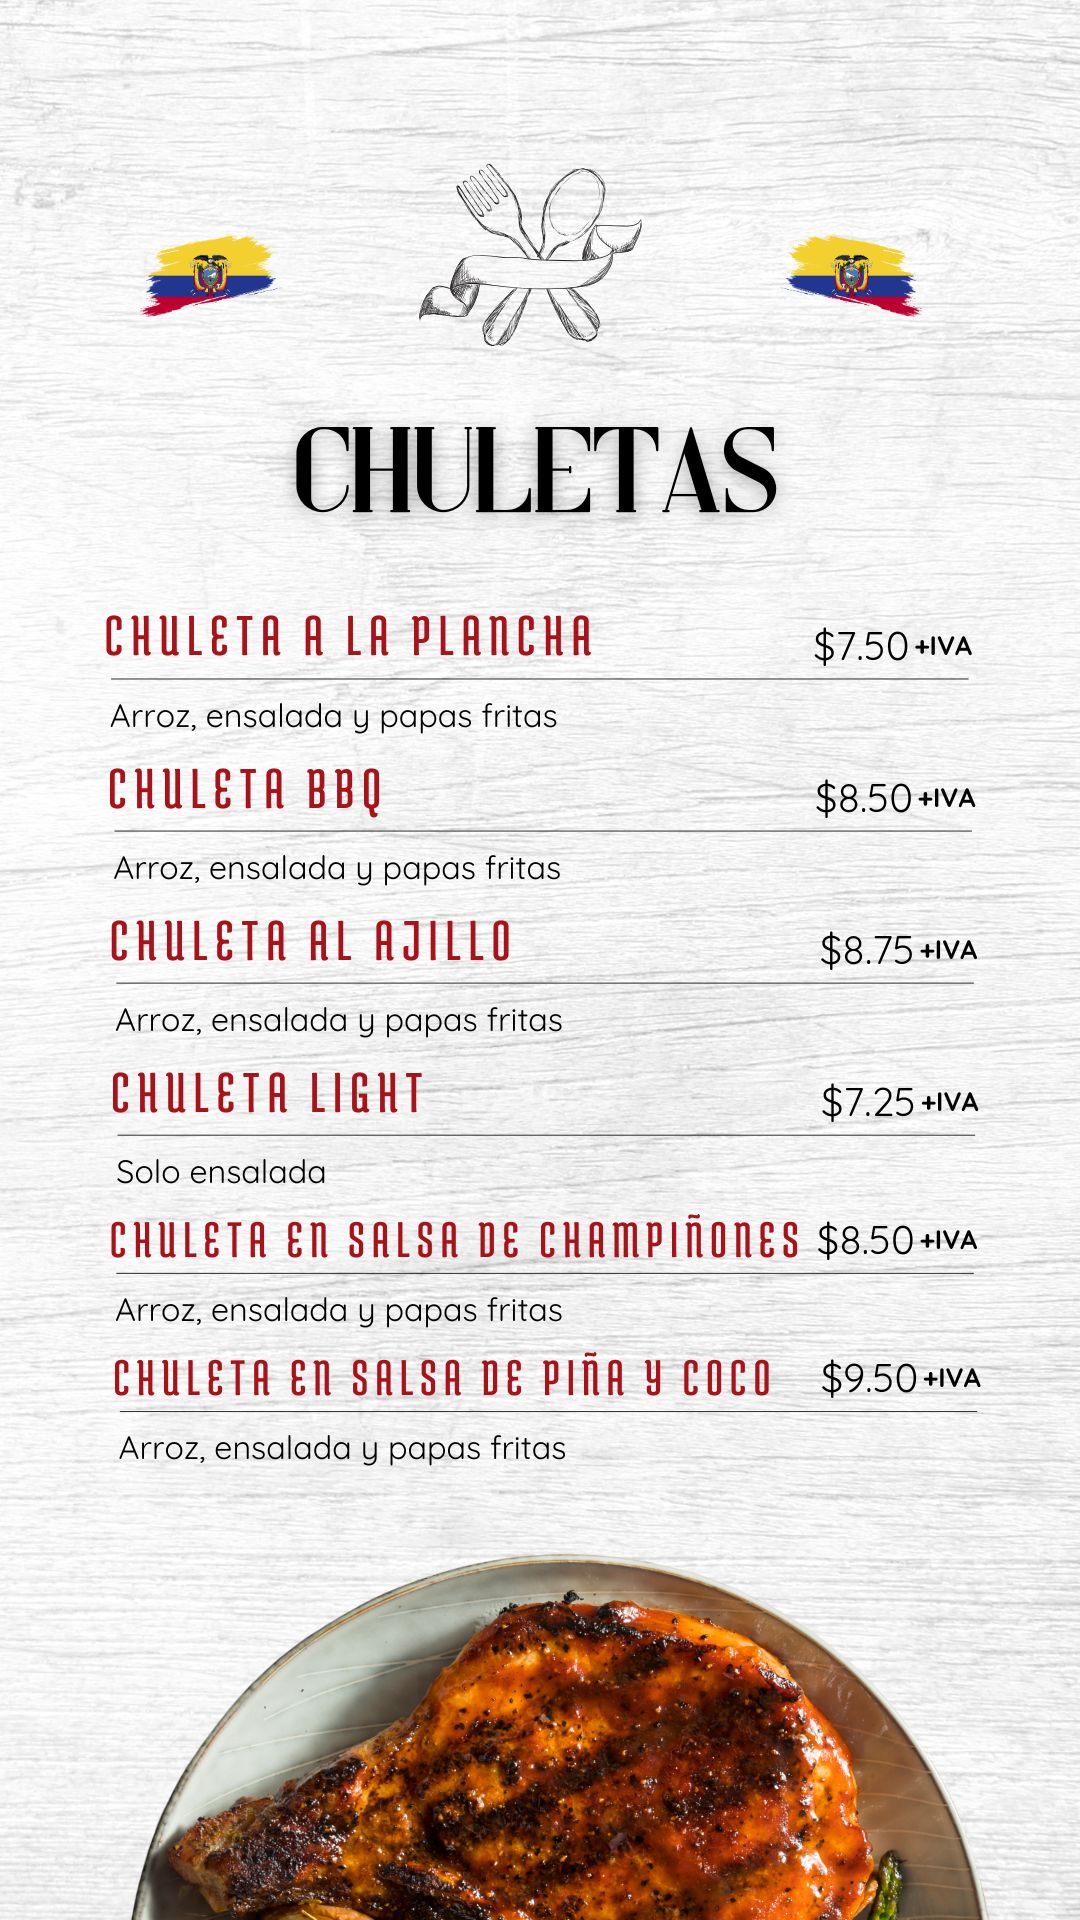 CHULETAS
CHULETA A LA PLANCHA $7.50 +IVA
Arroz, ensalada y papas fritas
CHULETA BBQ $8.50 +IVA
Arroz, ensalada y papas fritas
CHULETA AL AJILLO $8.75 +IVA
Arroz, ensalada y papas fritas
CHULETA LIGHT $7.25 +IVA
Solo ensalada
CHULETA EN SALSA DE CHAMPIÑONES $8.50 +IVA
Arroz, ensalada y papas fritas
CHULETA EN SALSA DE PIÑA Y COCO $9.50 +IVA
Arroz, ensalada y papas fritas